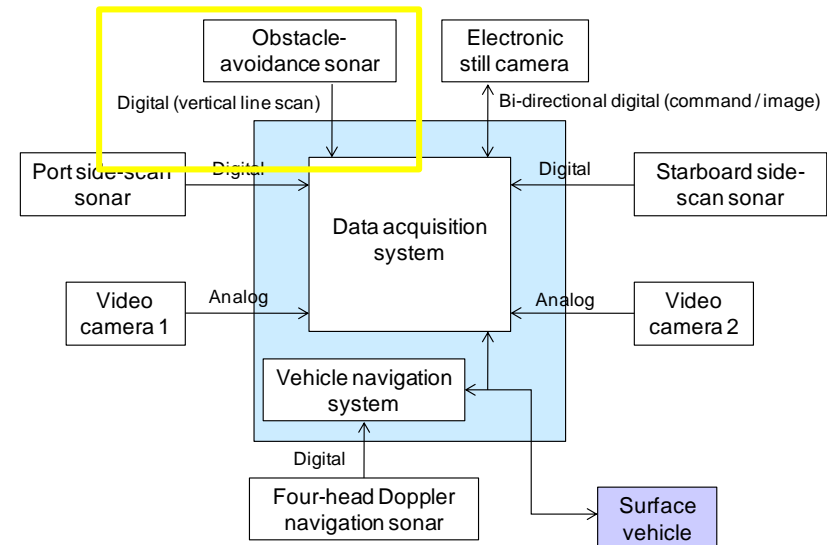 Obstacle-
avoidance sonar
Electronic
still camera
Digital (vertical line scan)
Bi-directional digital (command / image)
Port side-scan
sonar
Digital
Digital
Starboard side-
scan sonar
Data acquisition
system
Video
camera 1
Analog
Analog
Video
camera 2
Vehicle navigation
system
Digital
Four-head Doppler
navigation sonar
Surface
vehicle